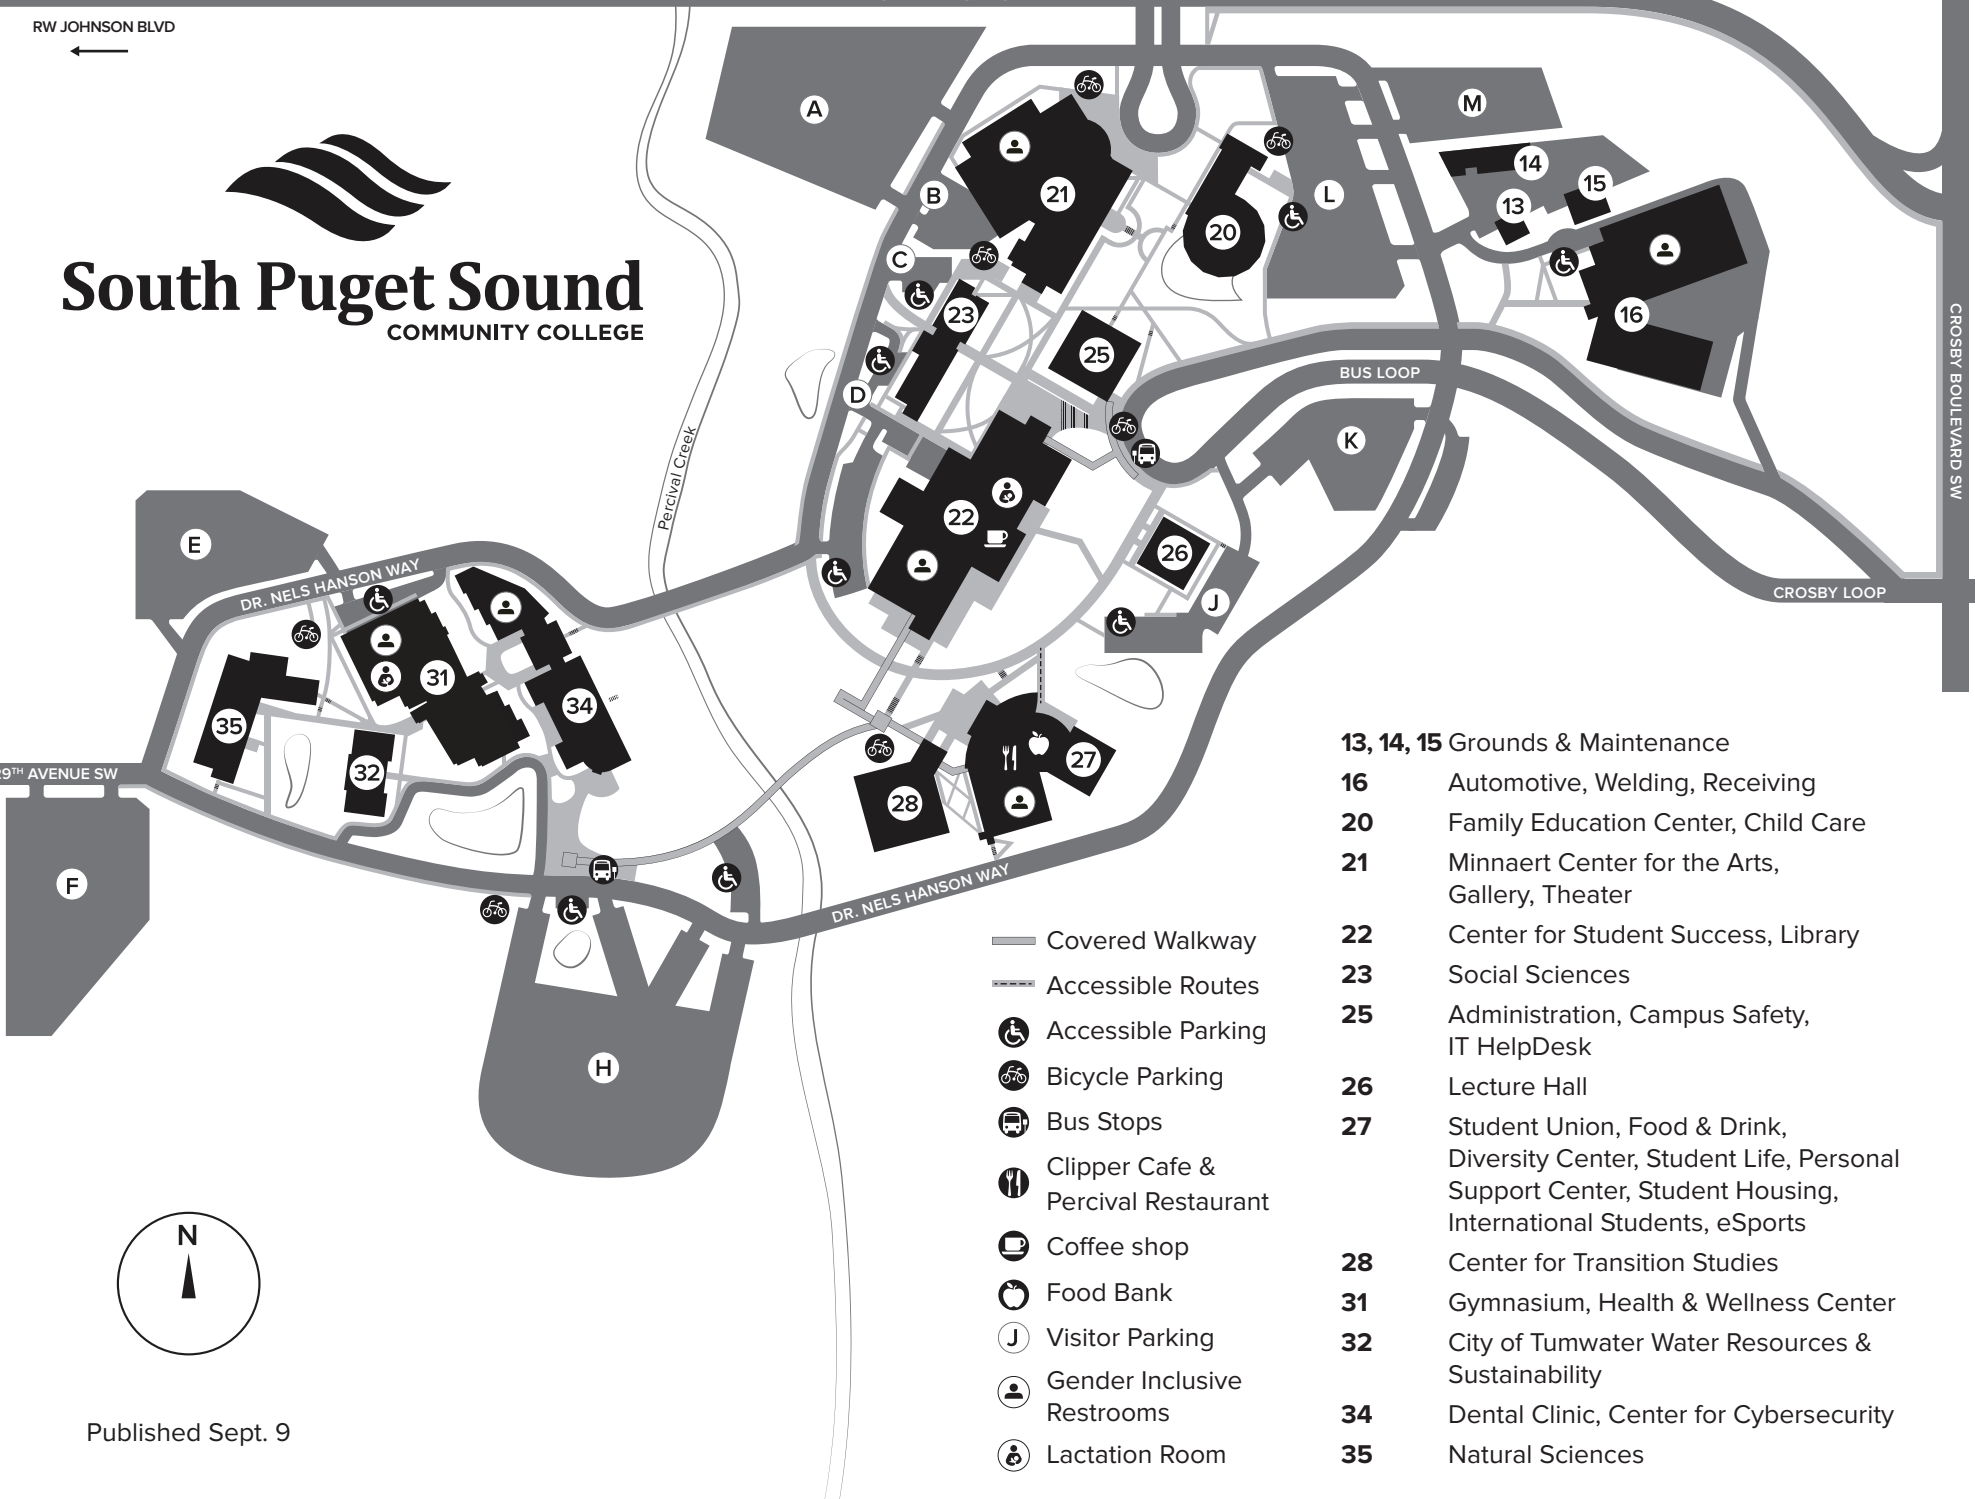 RW JOHNSON BLVD
South Puget Sound
COMMUNITY COLLEGE
A
B
C
D
E
F
H
J
K
L
M
13
14
15
16
20
21
22
23
25
26
27
28
31
32
34
35
Percival Creek
BUS LOOP
CROSBY BOULEVARD SW
CROSBY LOOP
DR. NELS HANSON WAY
DR. NELS HANSON WAY
9TH AVENUE SW
Covered Walkway
Accessible Routes
Accessible Parking
Bicycle Parking
Bus Stops
Clipper Cafe &
Percival Restaurant
Coffee shop
Food Bank
J Visitor Parking
Gender Inclusive
Restrooms
Lactation Room
13, 14, 15 Grounds & Maintenance
16 Automotive, Welding, Receiving
20 Family Education Center, Child Care
21 Minnaert Center for the Arts,
Gallery, Theater
22 Center for Student Success, Library
23 Social Sciences
25 Administration, Campus Safety,
IT HelpDesk
26 Lecture Hall
27 Student Union, Food & Drink,
Diversity Center, Student Life, Personal
Support Center, Student Housing,
International Students, eSports
28 Center for Transition Studies
31 Gymnasium, Health & Wellness Center
32 City of Tumwater Water Resources &
Sustainability
34 Dental Clinic, Center for Cybersecurity
35 Natural Sciences
N
Published Sept. 9